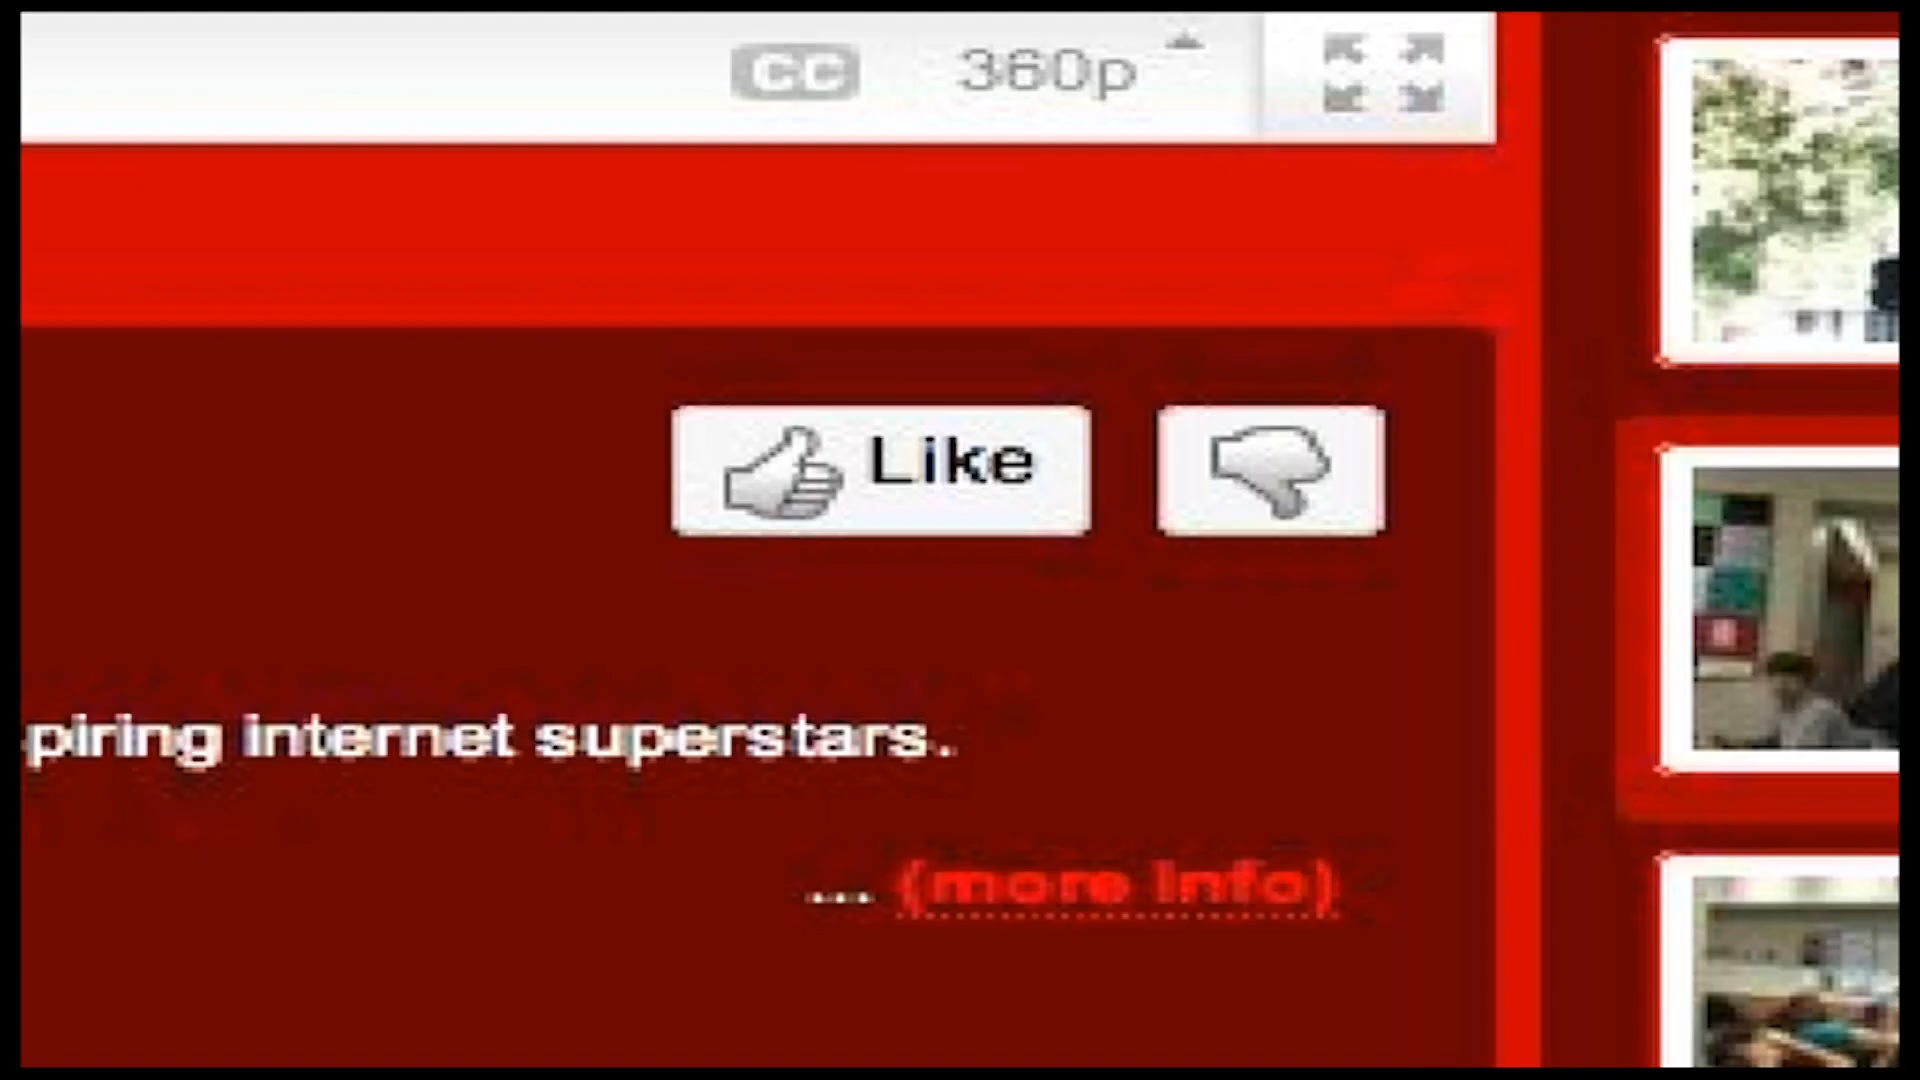 CC 360p
Like
piring internet superstars.
... (more info)